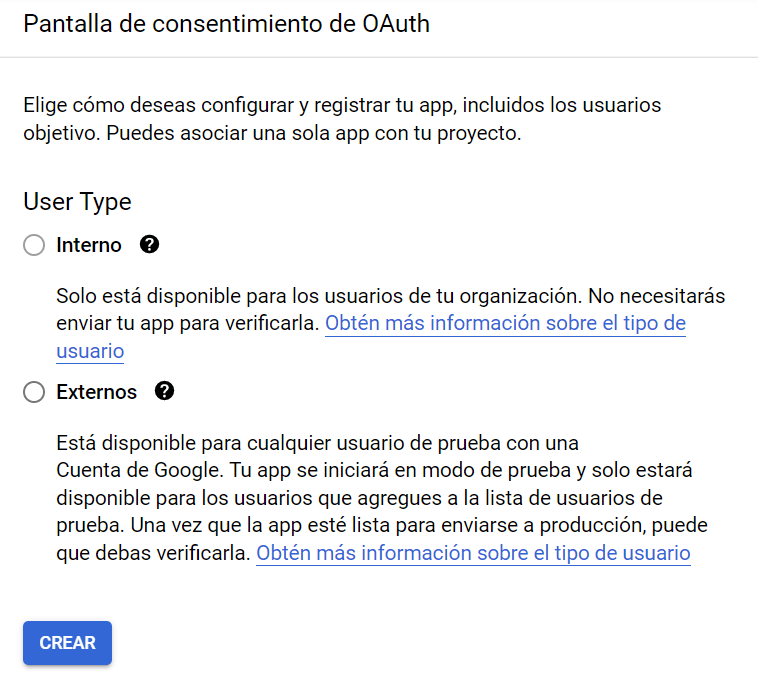 Pantalla de consentimiento de OAuth
Elige cómo deseas configurar y registrar tu app, incluidos los usuarios
objetivo. Puedes asociar una sola app con tu proyecto.
User Type
Interno ?
Solo está disponible para los usuarios de tu organización. No necesitarás
enviar tu app para verificarla. Obtén más información sobre el tipo de
usuario
Externos ?
Está disponible para cualquier usuario de prueba con una
Cuenta de Google. Tu app se iniciará en modo de prueba y solo estará
disponible para los usuarios que agregues a la lista de usuarios de
prueba. Una vez que la app esté lista para enviarse a producción, puede
que debas verificarla. Obtén más información sobre el tipo de usuario
CREAR